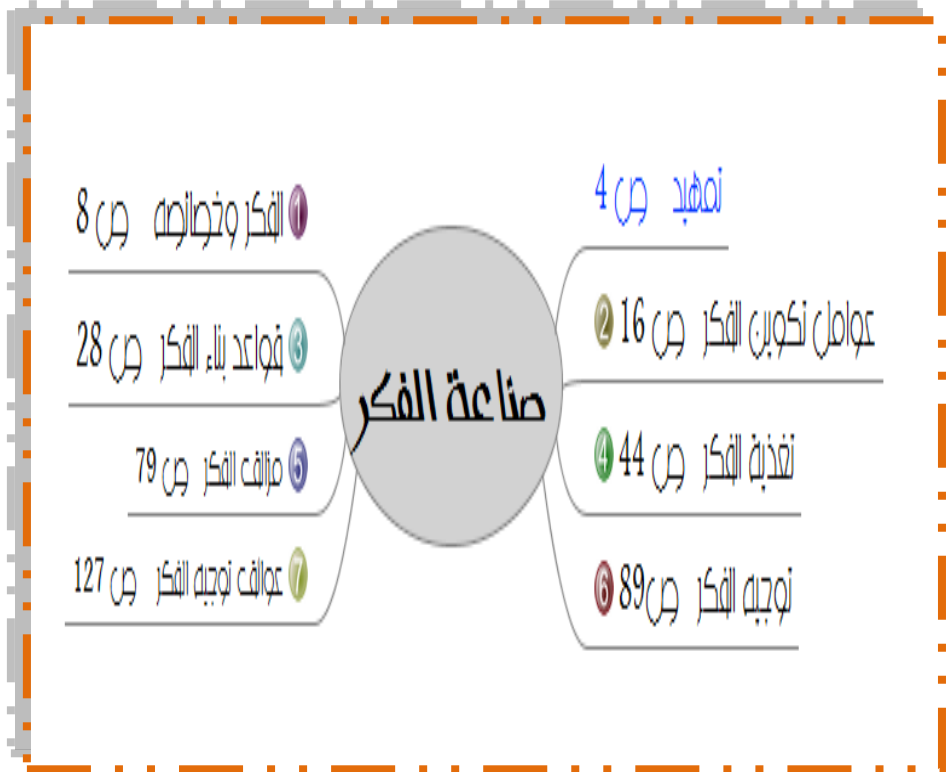 صناعة الفكر
تمهيد ص 4
1 الفكر وخصائصه ص 8
2 عوامل تكوين الفكر ص 16
3 قواعد بناء الفكر ص 28
4 تغذية الفكر ص 44
5 مزالق الفكر ص 79
6 توجيه الفكر ص89
7 عوائق توجيه الفكر ص 127